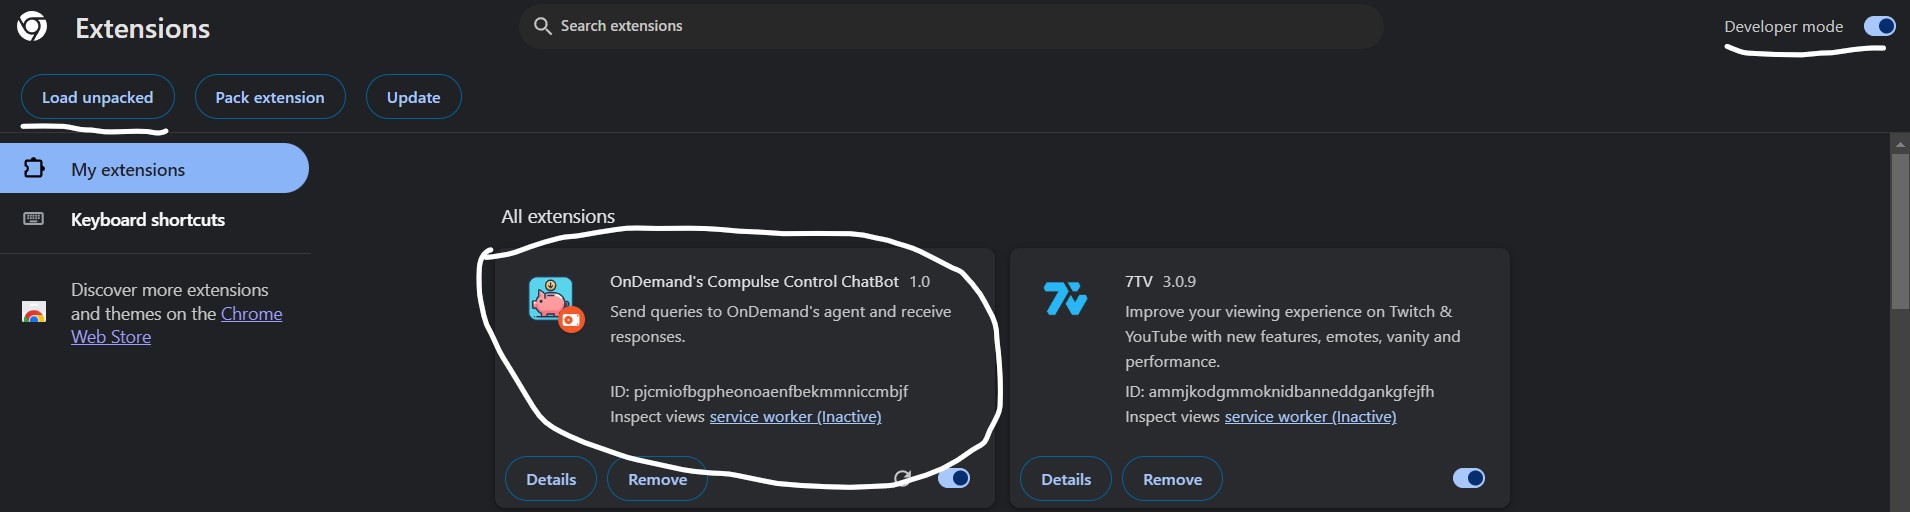 Extensions
Search extensions
Developer mode
Load unpacked
Pack extension
Update
My extensions
Keyboard shortcuts
Discover more extensions
and themes on the Chrome
Web Store
All extensions
OnDemand's Compulse Control ChatBot 1.0
Send queries to OnDemand's agent and receive
responses.
ID: pjcmiofbgpheonoaenfbekmmniccmbjf
Inspect views service worker (Inactive)
Details
Remove
7TV 3.0.9
Improve your viewing experience on Twitch &
YouTube with new features, emotes, vanity and
performance.
ID: ammjkodgmmoknidbanneddgankgfejfh
Inspect views service worker (Inactive)
Details
Remove